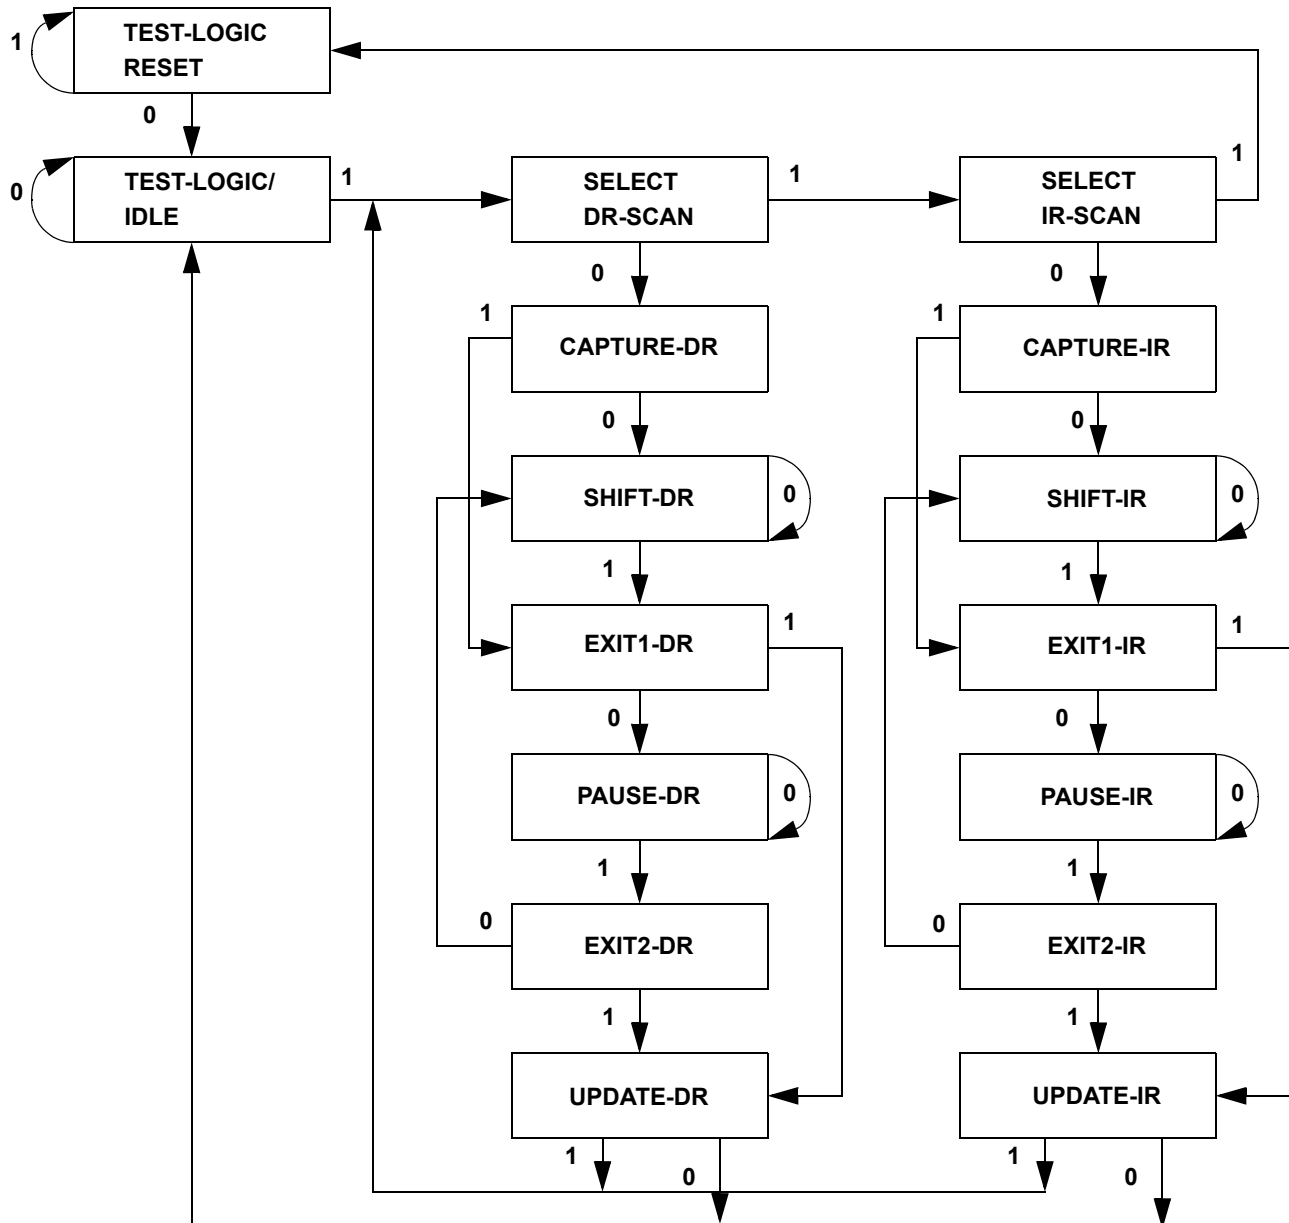 TEST-LOGIC
RESET
1
0
TEST-LOGIC/
IDLE
0
1
SELECT
DR-SCAN
1
SELECT
IR-SCAN
1
0
0
1
CAPTURE-DR
1
CAPTURE-IR
0
0
SHIFT-DR
0
SHIFT-IR
0
1
1
EXIT1-DR
1
EXIT1-IR
1
0
0
PAUSE-DR
0
PAUSE-IR
0
1
1
0
EXIT2-DR
0
EXIT2-IR
1
1
UPDATE-DR
UPDATE-IR
1
0
1
0